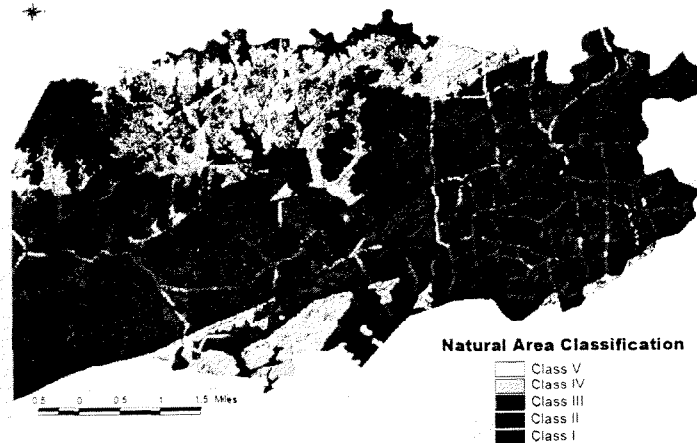 Natural Area Classification
Class V
Class IV
Class III
Class II
Class I
0.5 0 0.5 1 1.5 Miles